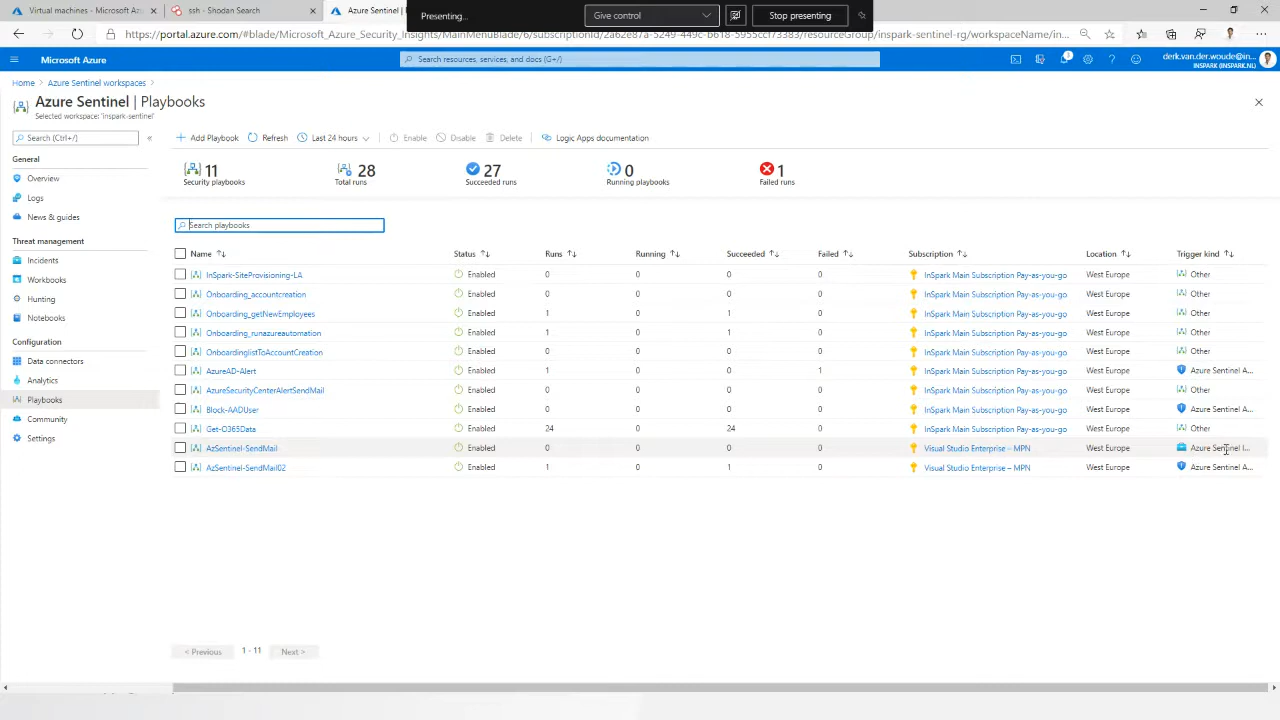 Virtual machines - Microsoft Az
ssh - Shodan Search
Azure Sentinel |
Presenting...
Give control
Stop presenting
Microsoft Azure
Search resources, services, and docs (G+/)
1
derk.van.der.woude@in...
INSPARK (INSPARK.NL)
Home > Azure Sentinel workspaces >
Azure Sentinel | Playbooks
Selected workspace: 'inspark-sentinel'
Search (Ctrl+/)
«
Add Playbook
Refresh
Last 24 hours
Enable
Disable
Delete
Logic Apps documentation
General
Overview
Logs
News & guides
Threat management
Incidents
Workbooks
Hunting
Notebooks
Configuration
Data connectors
Analytics
Playbooks
Community
Settings
11
Security playbooks
28
Total runs
27
Succeeded runs
0
Running playbooks
1
Failed runs
Search playbooks
Name Status Runs Running Succeeded Failed Subscription Location Trigger kind
InSpark-SiteProvisioning-LA Enabled 0 0 0 0 InSpark Main Subscription Pay-as-you-go West Europe Other
Onboarding_accountcreation Enabled 0 0 0 0 InSpark Main Subscription Pay-as-you-go West Europe Other
Onboarding_getNewEmployees Enabled 1 0 1 0 InSpark Main Subscription Pay-as-you-go West Europe Other
Onboarding_runazureautomation Enabled 1 0 1 0 InSpark Main Subscription Pay-as-you-go West Europe Other
OnboardinglistToAccountCreation Enabled 0 0 0 0 InSpark Main Subscription Pay-as-you-go West Europe Other
AzureAD-Alert Enabled 1 0 0 1 InSpark Main Subscription Pay-as-you-go West Europe Azure Sentinel A...
AzureSecurityCenterAlertSendMail Enabled 0 0 0 0 InSpark Main Subscription Pay-as-you-go West Europe Other
Block-AADUser Enabled 0 0 0 0 InSpark Main Subscription Pay-as-you-go West Europe Azure Sentinel A...
Get-O365Data Enabled 24 0 24 0 InSpark Main Subscription Pay-as-you-go West Europe Other
AzSentinel-SendMail Enabled 0 0 0 0 Visual Studio Enterprise – MPN West Europe Azure Sentinel I...
AzSentinel-SendMail02 Enabled 1 0 1 0 Visual Studio Enterprise – MPN West Europe Azure Sentinel A...
< Previous
1 - 11
Next >